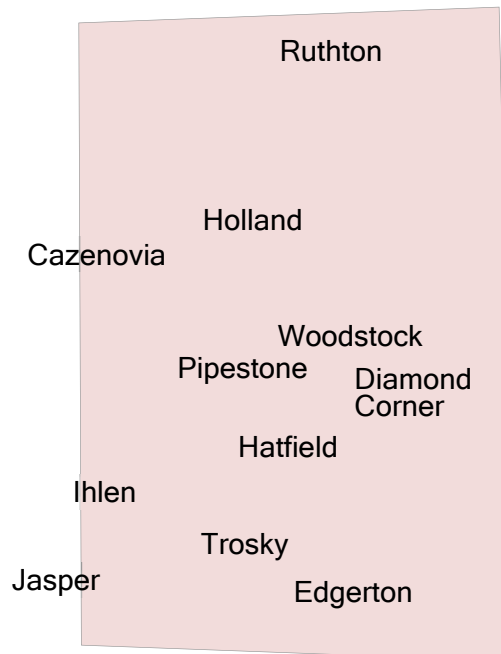 Ruthton
Holland
Cazenovia
Woodstock
Pipestone
Diamond
Corner
Hatfield
Ihlen
Trosky
Jasper
Edgerton